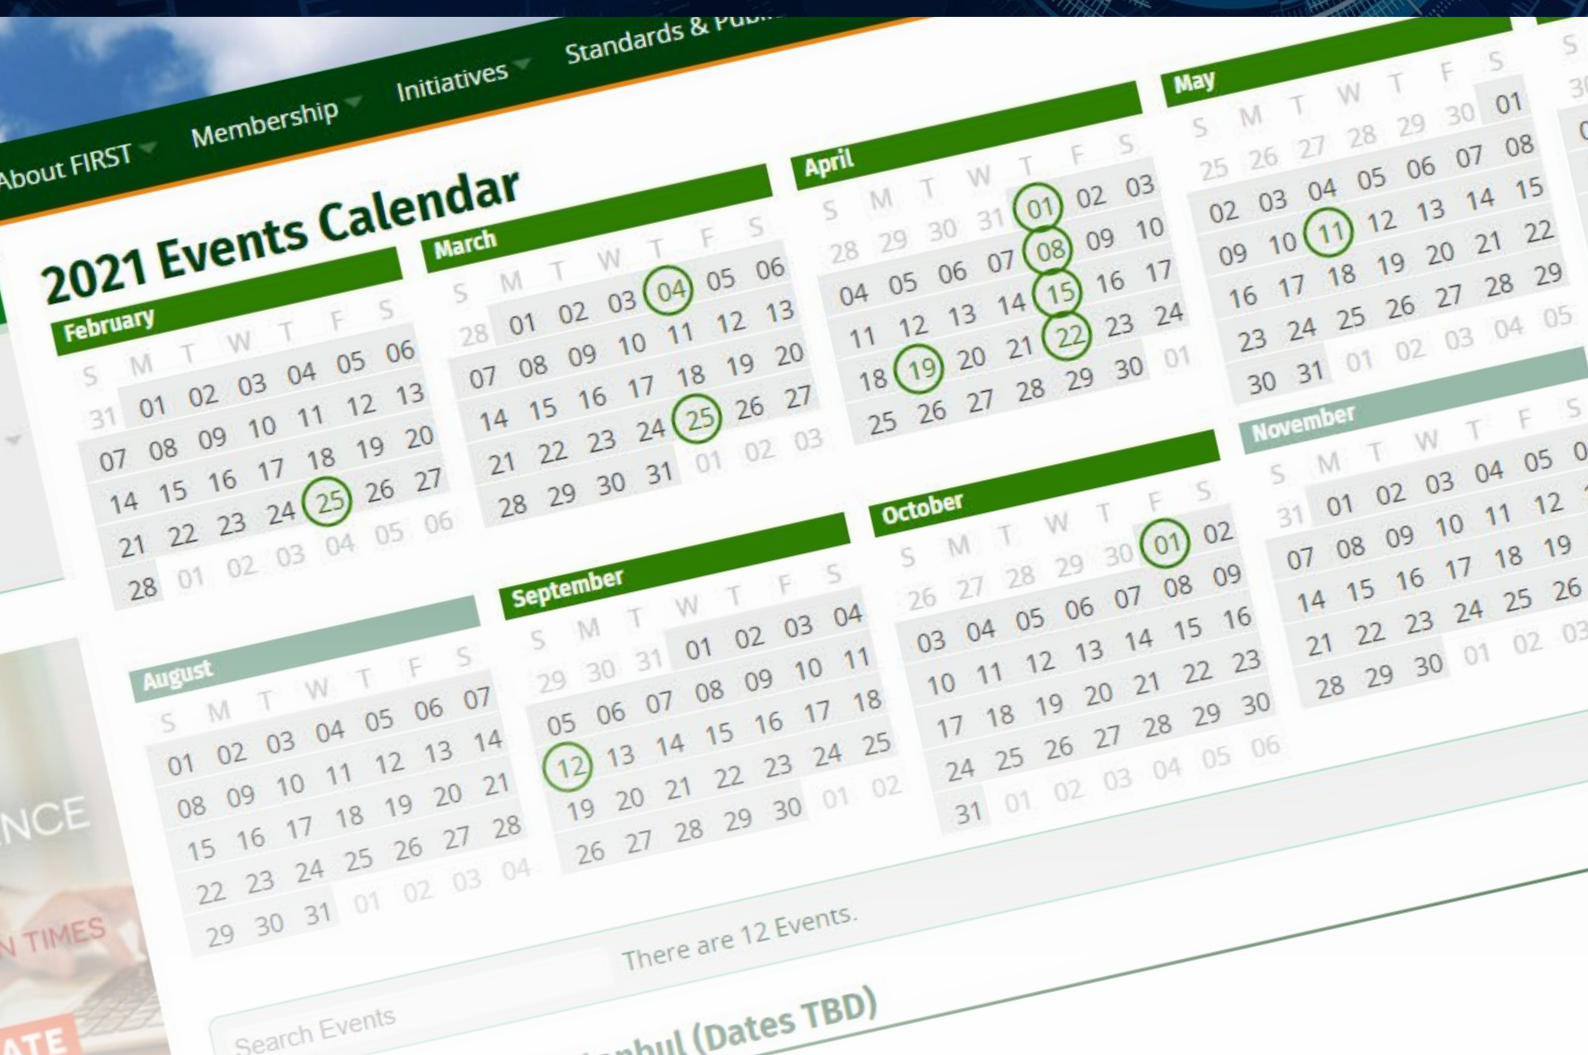 About FIRST Membership Initiatives Standards &
2021 Events Calendar
February
S M T W T F S
31 01 02 03 04 05 06
07 08 09 10 11 12 13
14 15 16 17 18 19 20
21 22 23 24 25 26 27
28 01 02 03 04 05 06
March
S M T W T F S
28 01 02 03 04 05 06
07 08 09 10 11 12 13
14 15 16 17 18 19 20
21 22 23 24 25 26 27
28 29 30 31 01 02 03
April
S M T W T F S
28 29 30 31 01 02 03
04 05 06 07 08 09 10
11 12 13 14 15 16 17
18 19 20 21 22 23 24
25 26 27 28 29 30 01
May
S M T W T F S
25 26 27 28 29 30 01
02 03 04 05 06 07 08
09 10 11 12 13 14 15
16 17 18 19 20 21 22
23 24 25 26 27 28 29
30 31 01 02 03 04 05
S
August
S M T W T F S
01 02 03 04 05 06 07
08 09 10 11 12 13 14
15 16 17 18 19 20 21
22 23 24 25 26 27 28
29 30 31 01 02 03 04
September
S M T W T F S
29 30 31 01 02 03 04
05 06 07 08 09 10 11
12 13 14 15 16 17 18
19 20 21 22 23 24 25
26 27 28 29 30 01 02
October
S M T W T F S
26 27 28 29 30 01 02
03 04 05 06 07 08 09
10 11 12 13 14 15 16
17 18 19 20 21 22 23
24 25 26 27 28 29 30
31 01 02 03 04 05 06
November
S M T W T F S
31 01 02 03 04 05
07 08 09 10 11 12
14 15 16 17 18 19
21 22 23 24 25 26
28 29 30 01 02 03
NCE
N TIMES
ATE
There are 12 Events.
Search Events
nbul (Dates TBD)